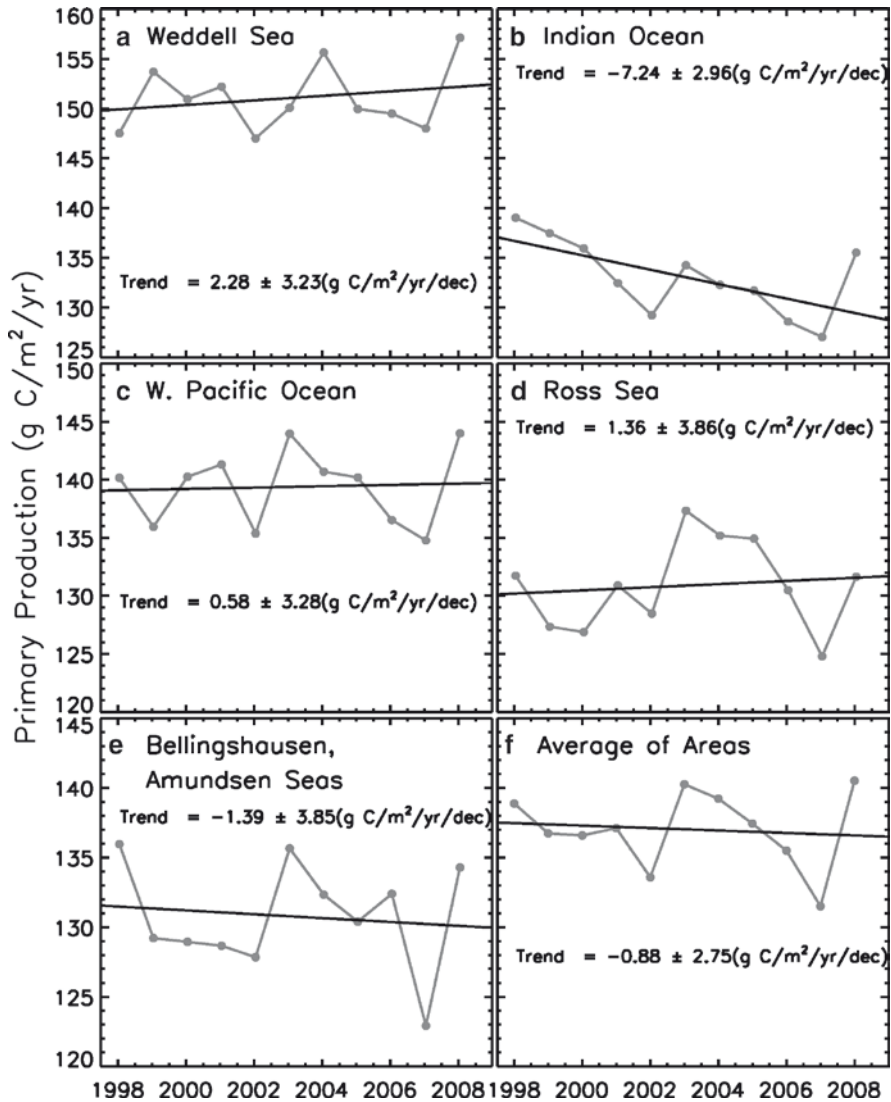 Primary Production (g C/m²/yr)
160
155
150
145
140
135
130
125
a Weddell Sea
Trend = 2.28 ± 3.23(g C/m²/yr/dec)
b Indian Ocean
Trend = -7.24 ± 2.96(g C/m²/yr/dec)
150
145
140
135
130
125
120
c W. Pacific Ocean
Trend = 0.58 ± 3.28(g C/m²/yr/dec)
d Ross Sea
Trend = 1.36 ± 3.86(g C/m²/yr/dec)
145
140
135
130
125
120
e Bellingshausen,
Amundsen Seas
Trend = -1.39 ± 3.85(g C/m²/yr/dec)
f Average of Areas
Trend = -0.88 ± 2.75(g C/m²/yr/dec)
1998 2000 2002 2004 2006 2008
1998 2000 2002 2004 2006 2008